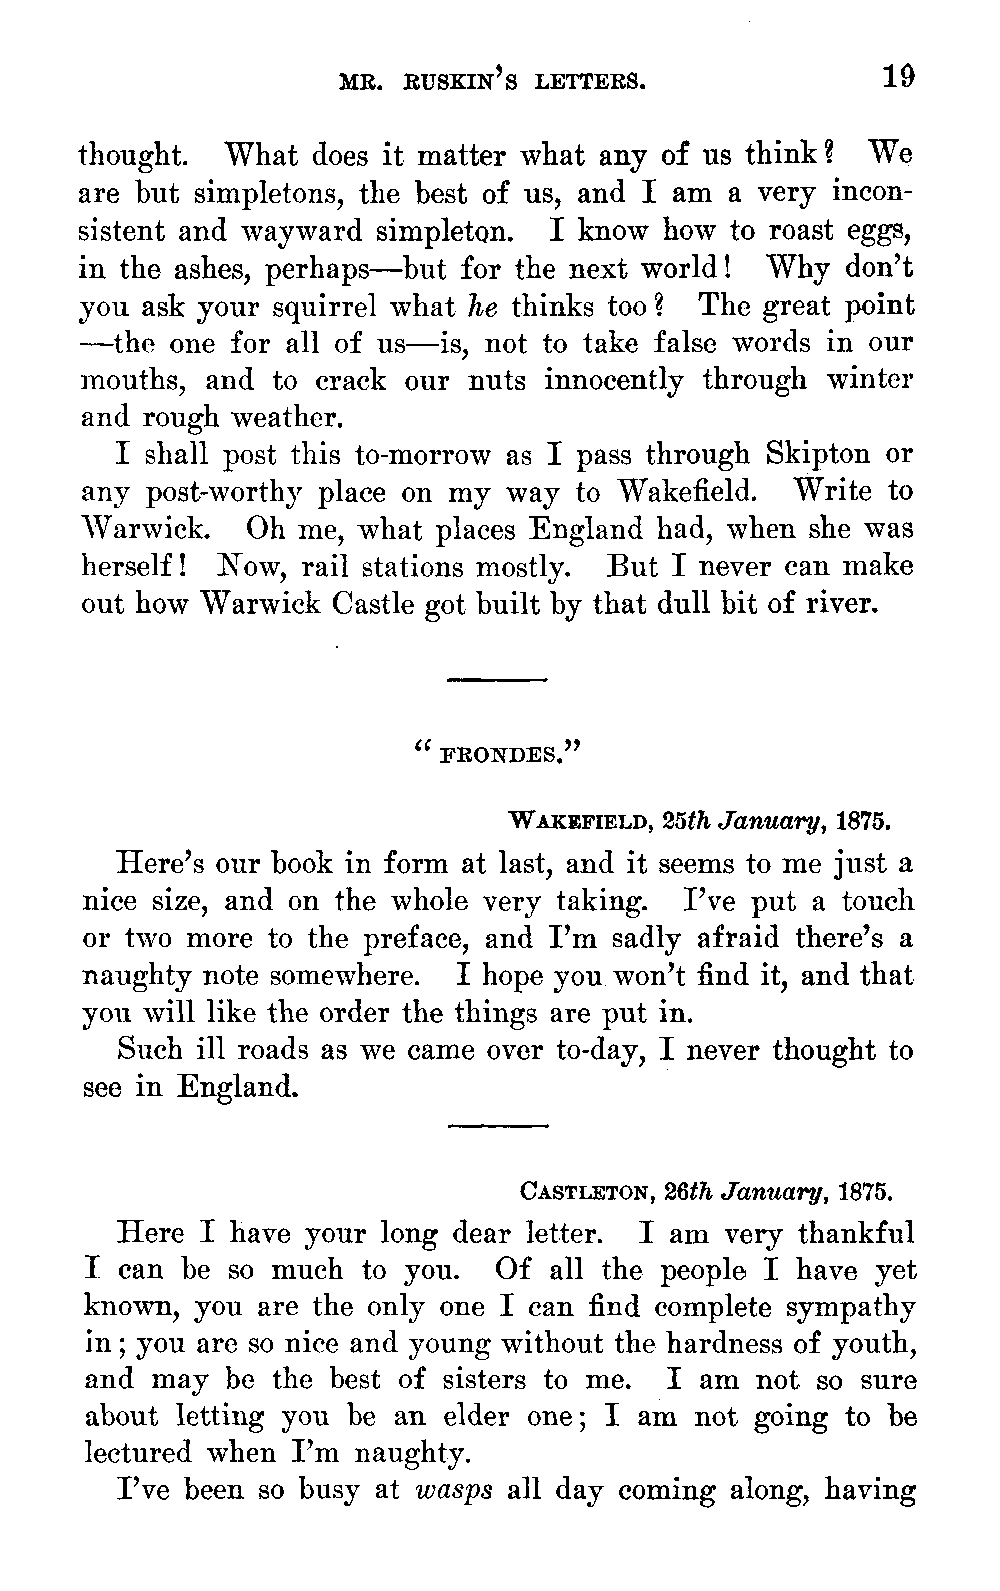 MR. RUSKIN'S LETTERS. 19
thought. What does it matter what any of us think? We
are but simpletons, the best of us, and I am a very incon-
sistent and wayward simpleton. I know how to roast eggs,
in the ashes, perhaps—but for the next world! Why don't
you ask your squirrel what he thinks too? The great point
—the one for all of us—is, not to take false words in our
mouths, and to crack our nuts innocently through winter
and rough weather.
I shall post this to-morrow as I pass through Skipton or
any post-worthy place on my way to Wakefield. Write to
Warwick. Oh me, what places England had, when she was
herself! Now, rail stations mostly. But I never can make
out how Warwick Castle got built by that dull bit of river.
"FRONDES."
WAKEFIELD, 25th January, 1875.
Here's our book in form at last, and it seems to me just a
nice size, and on the whole very taking. I've put a touch
or two more to the preface, and I'm sadly afraid there's a
naughty note somewhere. I hope you won't find it, and that
you will like the order the things are put in.
Such ill roads as we came over to-day, I never thought to
see in England.
CASTLETON, 26th January, 1875.
Here I have your long dear letter. I am very thankful
I can be so much to you. Of all the people I have yet
known, you are the only one I can find complete sympathy
in; you are so nice and young without the hardness of youth,
and may be the best of sisters to me. I am not so sure
about letting you be an elder one; I am not going to be
lectured when I'm naughty.
I've been so busy at wasps all day coming along, having